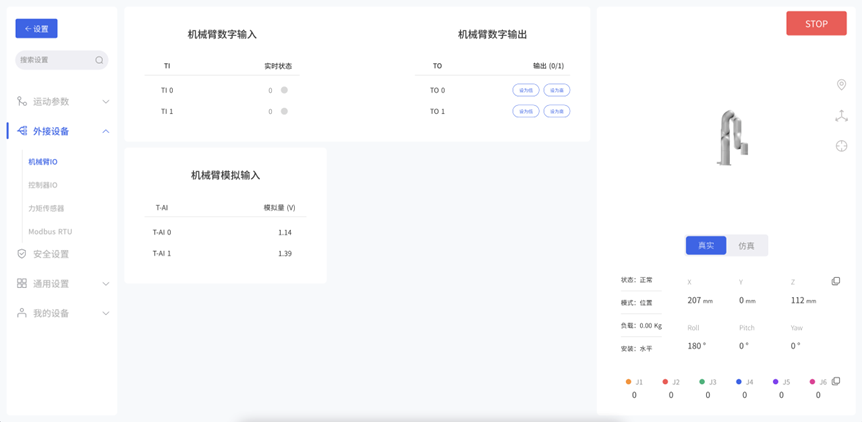 ← 设置
搜索设置
运动参数
外接设备
机械臂IO
控制器IO
力矩传感器
Modbus RTU
安全设置
通用设置
我的设备
机械臂数字输入
TI 实时状态
TI 0 0
TI 1 0
机械臂数字输出
TO 输出 (0/1)
TO 0 设为低 设为高
TO 1 设为低 设为高
机械臂模拟输入
T-AI 模拟量 (V)
T-AI 0 1.14
T-AI 1 1.39
STOP
真实 仿真
状态：正常
模式：位置
负载：0.00 Kg
安装：水平
X Y Z
207 mm 0 mm 112 mm
Roll Pitch Yaw
180 ° 0 ° 0 °
J1 J2 J3 J4 J5 J6
0 0 0 0 0 0